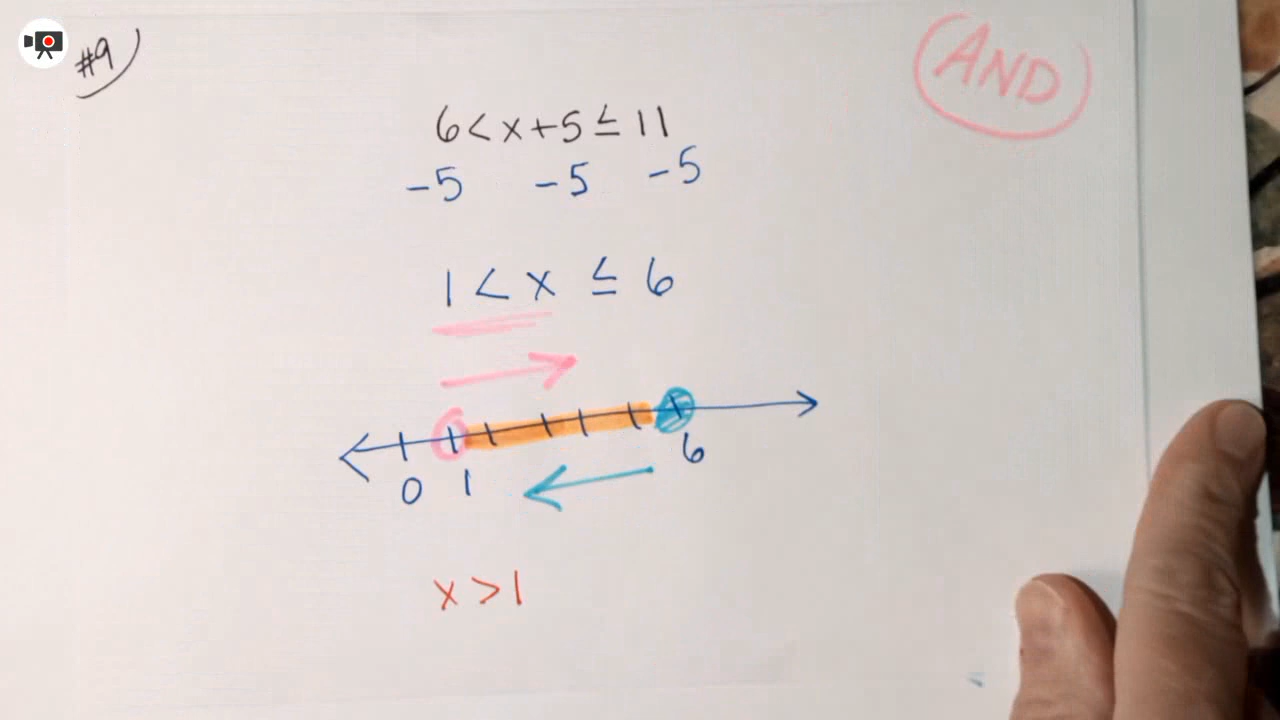 #9
AND
6 < x + 5 ≤ 11
-5 -5 -5
1 < x ≤ 6
0 1 6
x > 1